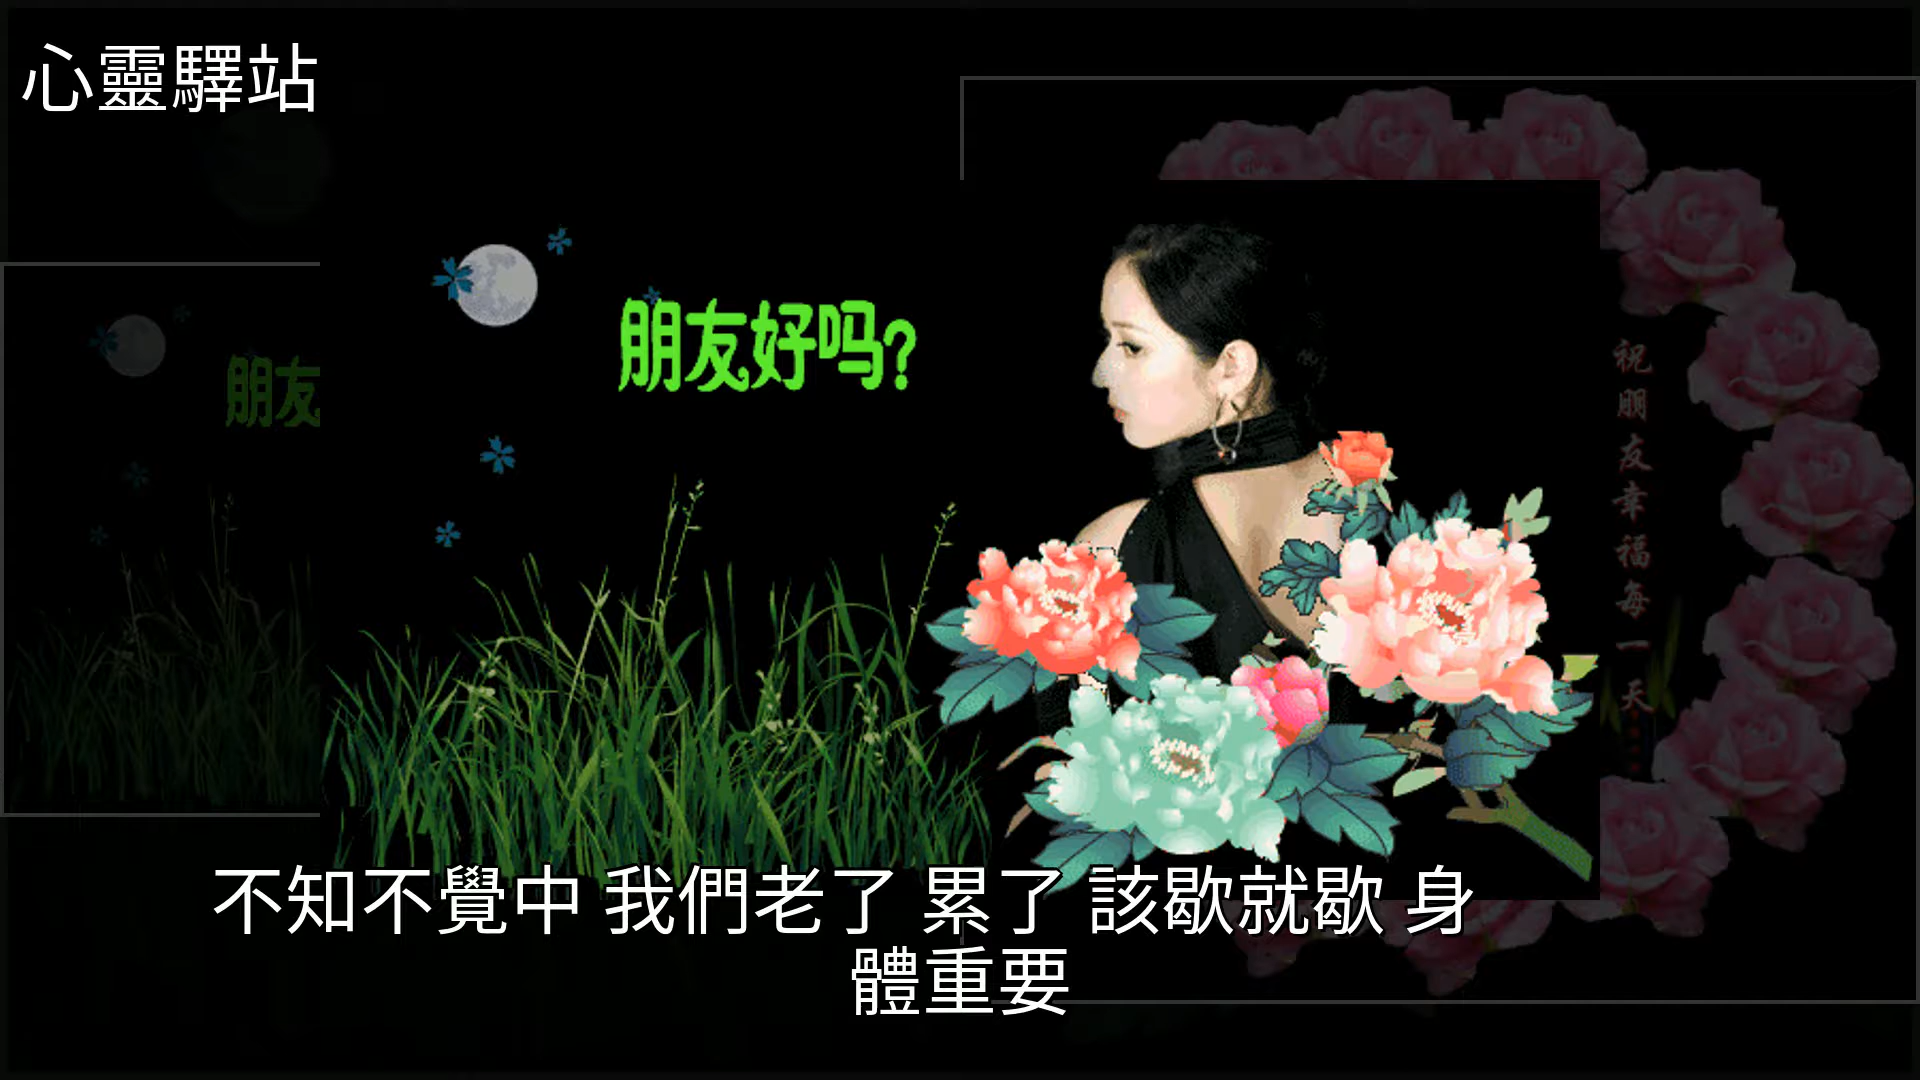 心靈驛站
朋友好吗?
朋友
祝朋友幸福每一天
不知不覺中 我們老了 累了 該歇就歇 身
體重要